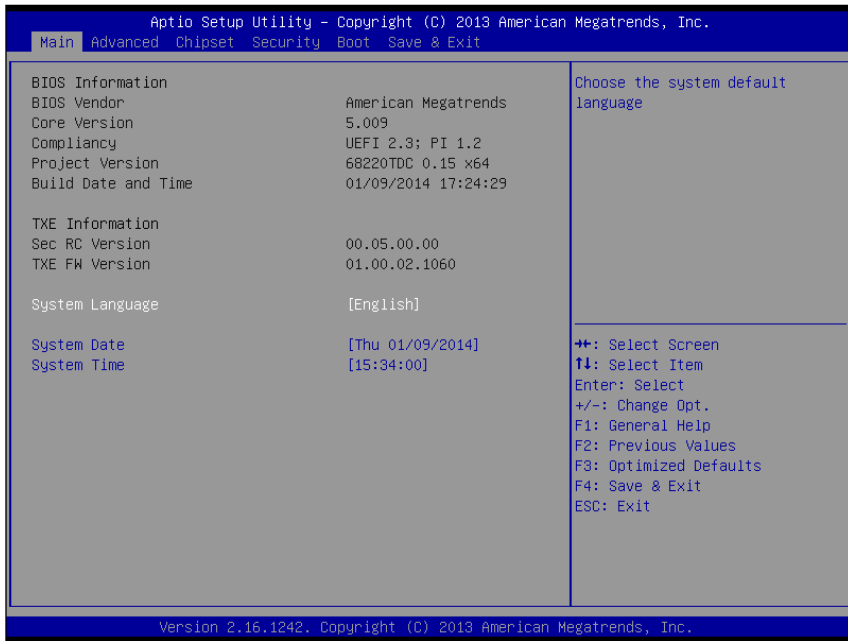 Aptio Setup Utility – Copyright (C) 2013 American Megatrends, Inc.
Main Advanced Chipset Security Boot Save & Exit
BIOS Information
BIOS Vendor American Megatrends
Core Version 5.009
Compliancy UEFI 2.3; PI 1.2
Project Version 68220TDC 0.15 x64
Build Date and Time 01/09/2014 17:24:29
TXE Information
Sec RC Version 00.05.00.00
TXE FW Version 01.00.02.1060
System Language [English]
System Date [Thu 01/09/2014]
System Time [15:34:00]
Choose the system default
language
→←: Select Screen
↑↓: Select Item
Enter: Select
+/-: Change Opt.
F1: General Help
F2: Previous Values
F3: Optimized Defaults
F4: Save & Exit
ESC: Exit
Version 2.16.1242. Copyright (C) 2013 American Megatrends, Inc.